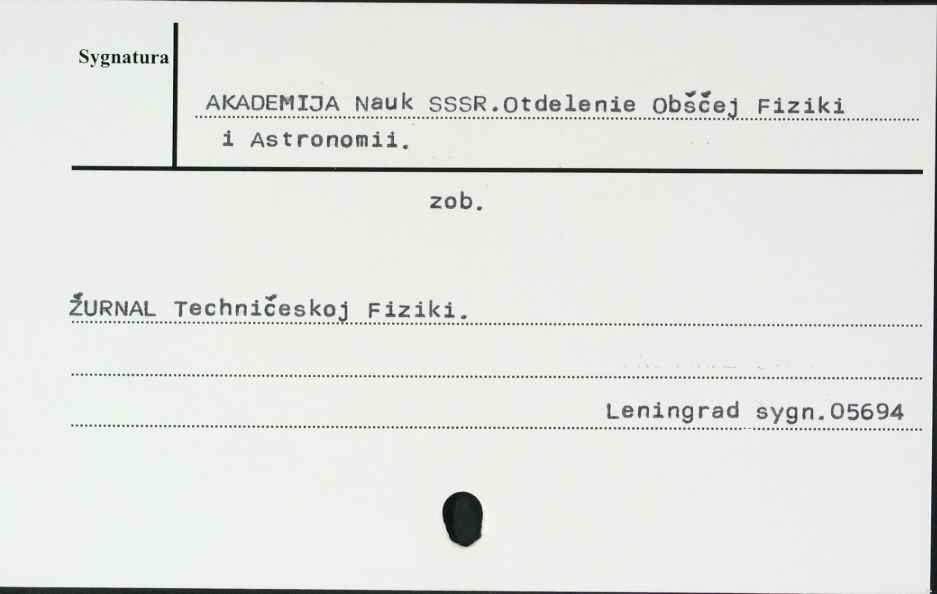 Sygnatura
AKADEMIJA Nauk SSSR.Otdelenie Obščej Fiziki
i Astronomii.
zob.
ŽURNAL Techničeskoj Fiziki.
Leningrad sygn.05694